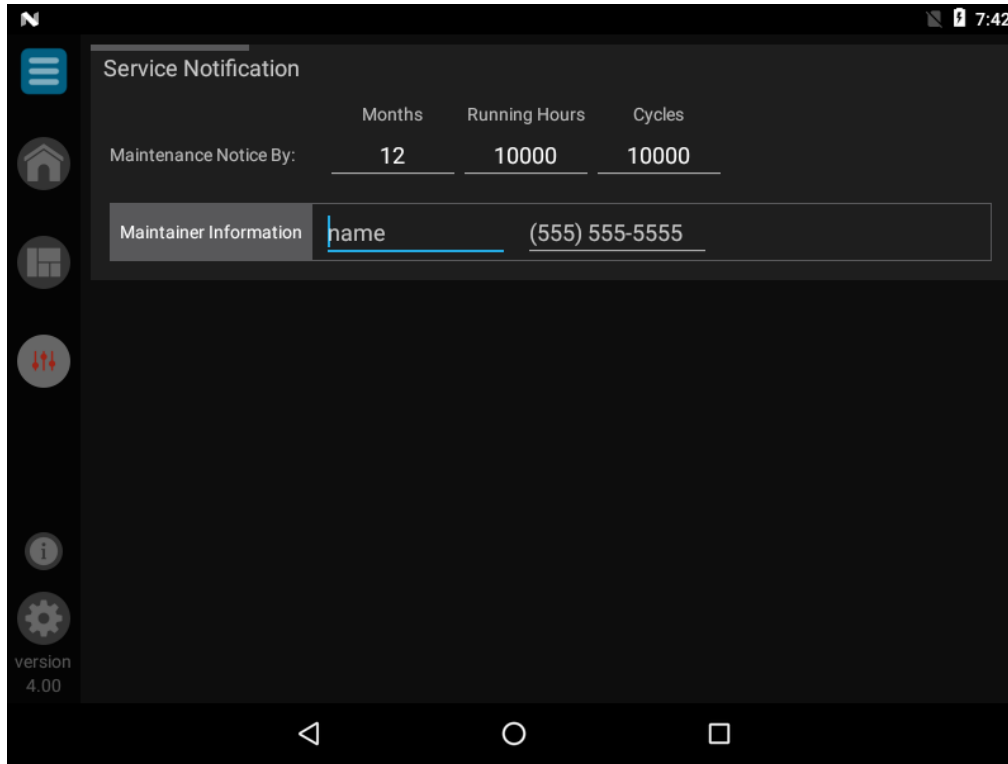 N 7:42
Service Notification
Months Running Hours Cycles
Maintenance Notice By: 12 10000 10000
Maintainer Information name (555) 555-5555
i
version
4.00